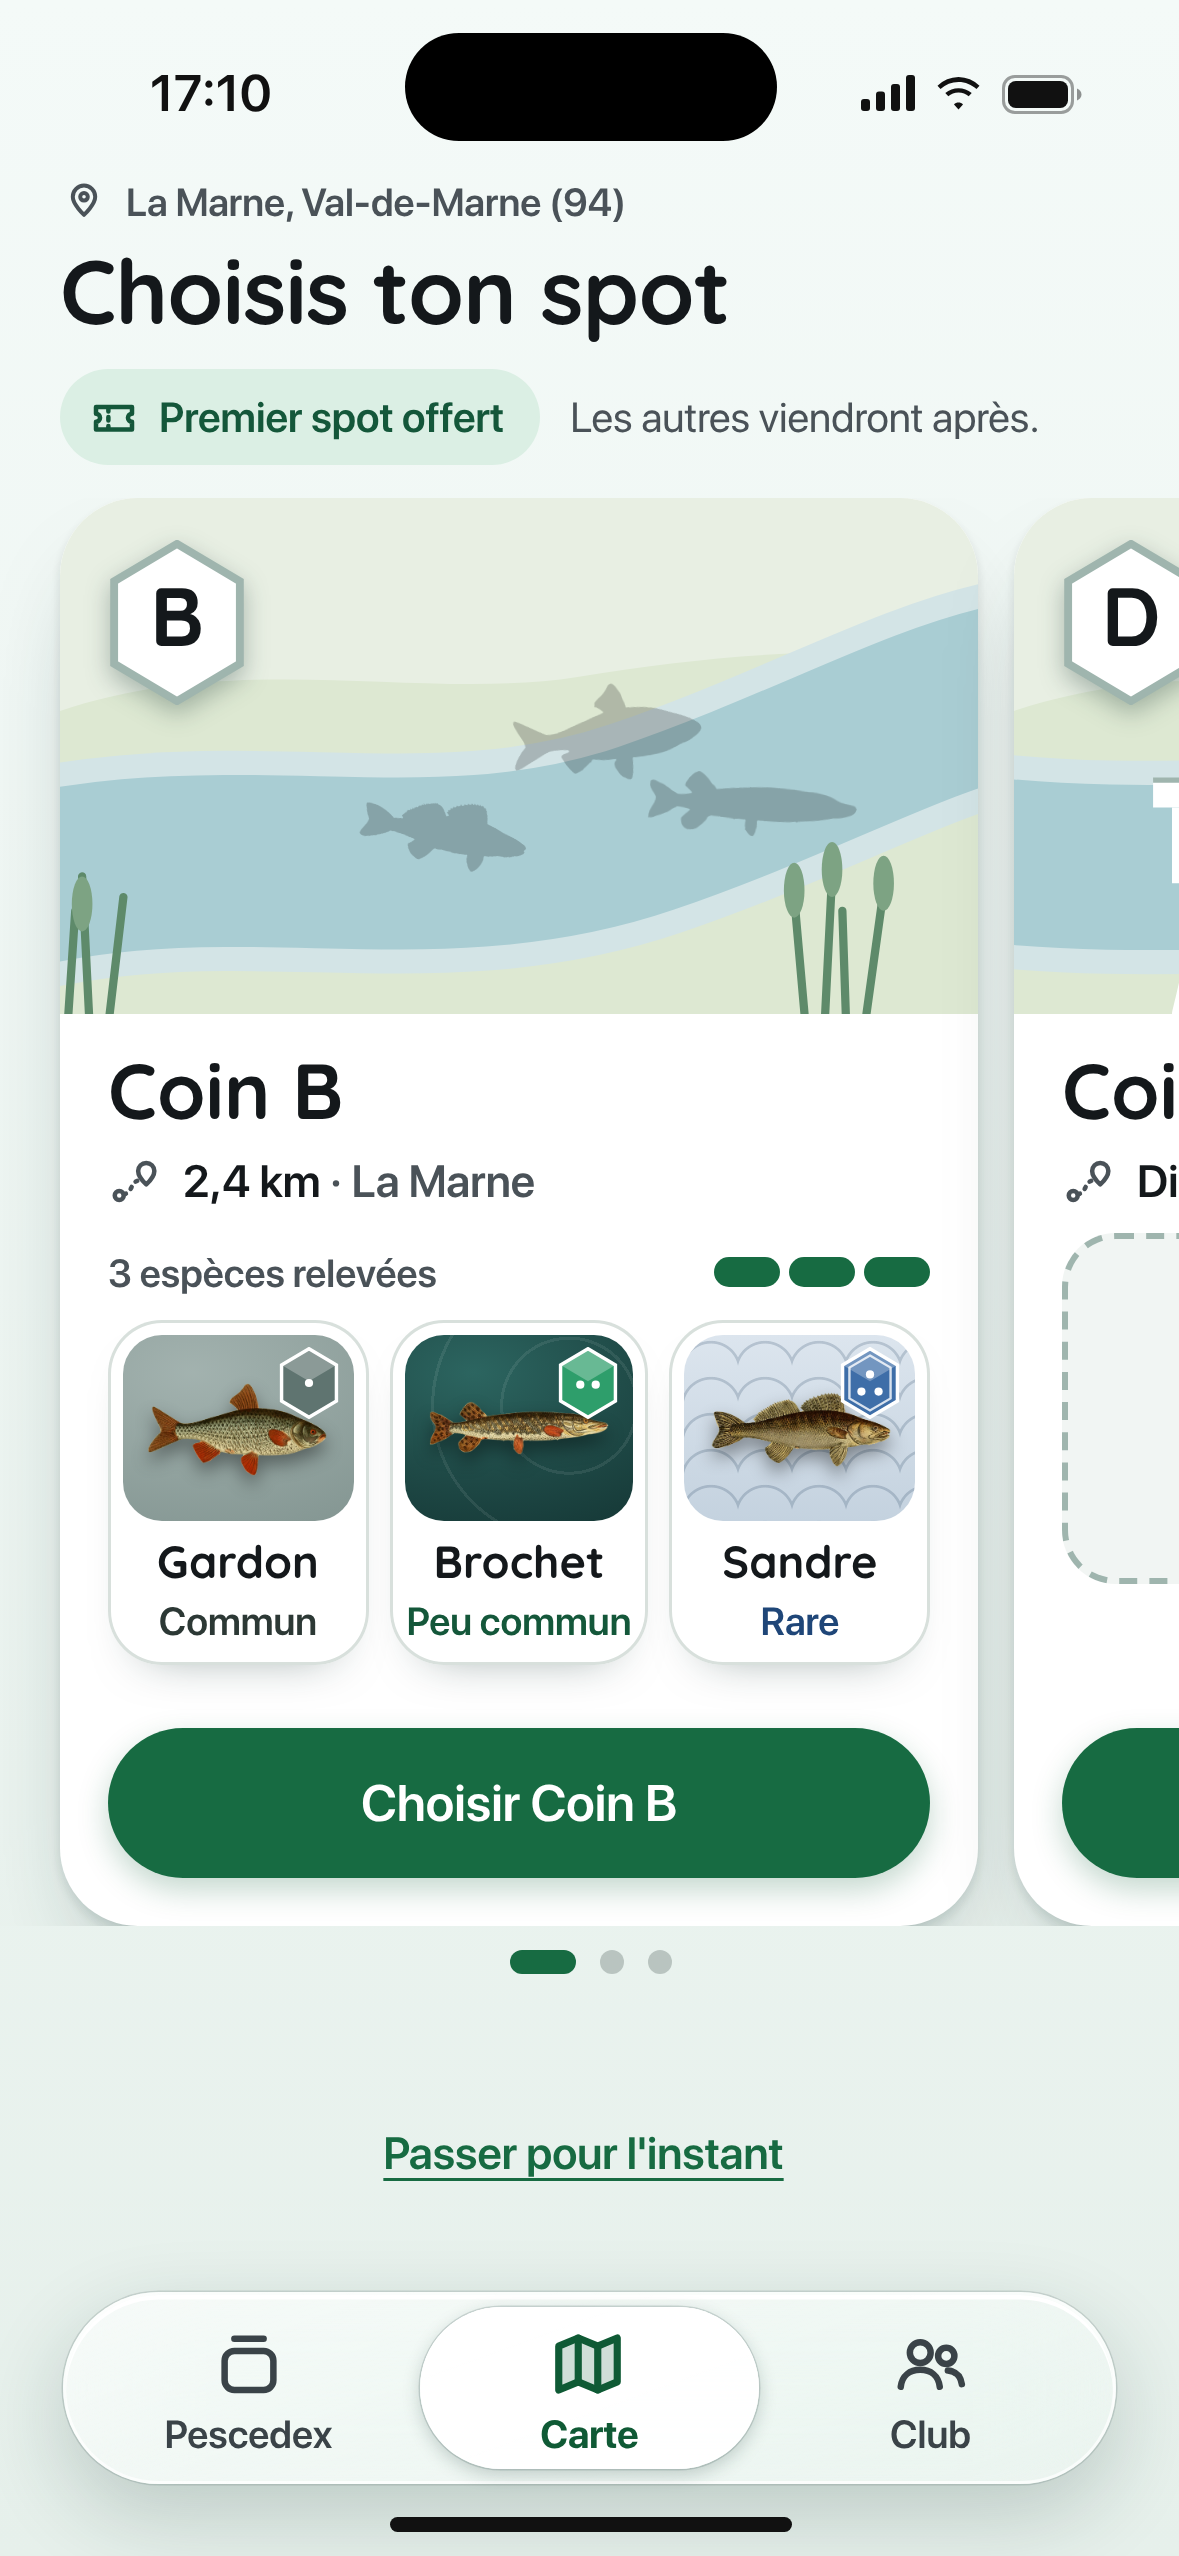 17:10
La Marne, Val-de-Marne (94)
Choisis ton spot
Premier spot offert
Les autres viendront après.
B
D
Coin B
2,4 km · La Marne
3 espèces relevées
Gardon
Commun
Brochet
Peu commun
Sandre
Rare
Choisir Coin B
Coi
Di
Passer pour l'instant
Pescedex
Carte
Club